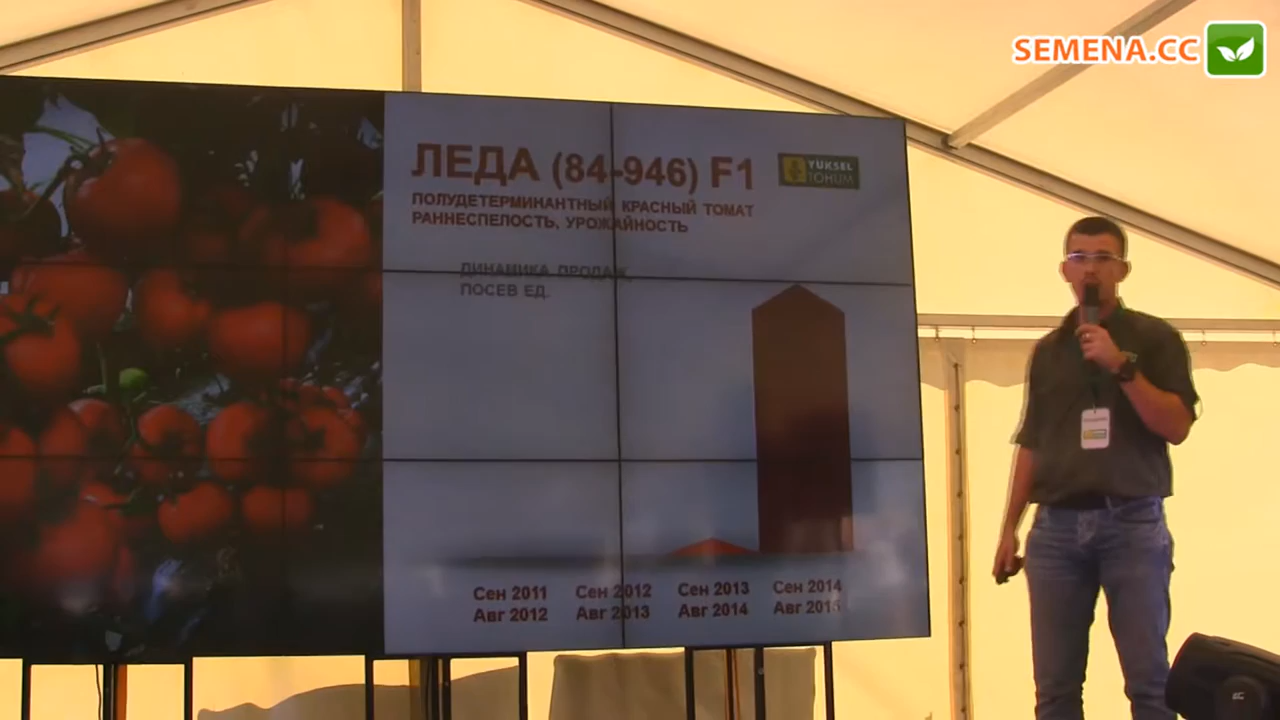 SEMENA.CC
ЛЕДА (84-946) F1
YÜKSEL
TOHUM
ПОЛУДЕТЕРМИНАНТНЫЙ КРАСНЫЙ ТОМАТ
РАННЕСПЕЛОСТЬ, УРОЖАЙНОСТЬ
ДИНАМИКА ПРОДАЖ,
ПОСЕВ ЕД.
Сен 2011 Сен 2012 Сен 2013 Сен 2014
Авг 2012 Авг 2013 Авг 2014 Авг 2015